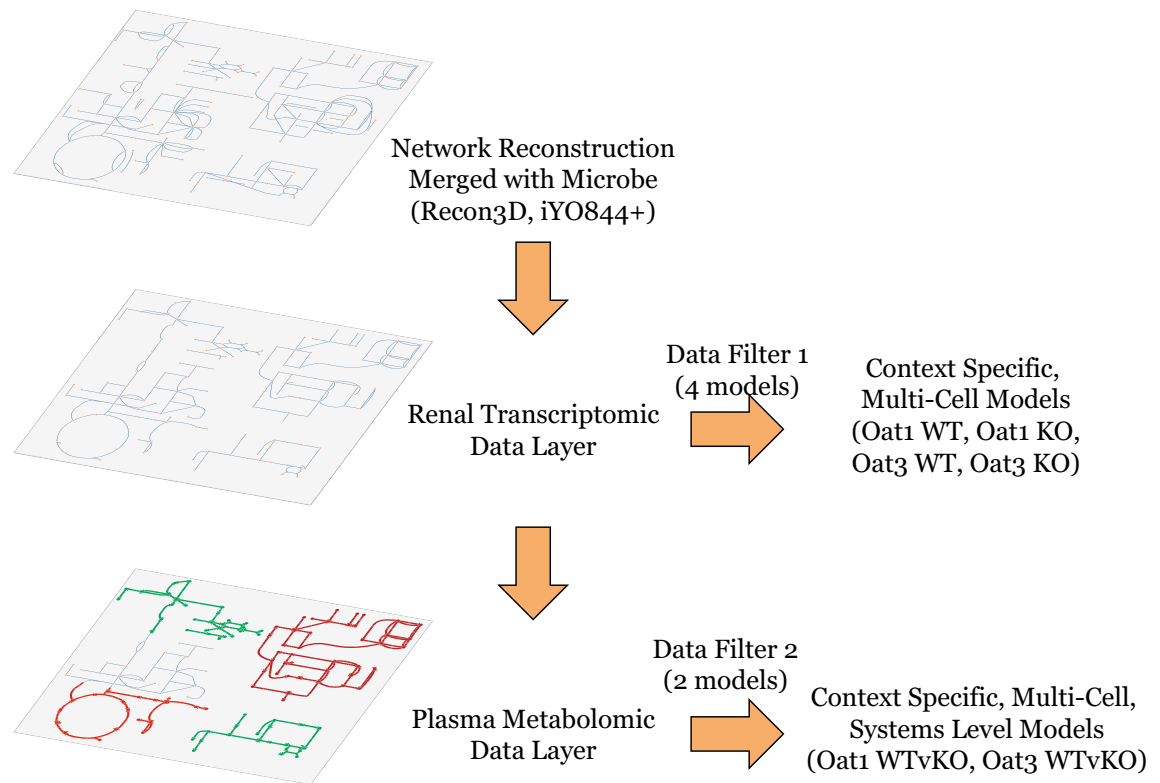 Network Reconstruction
Merged with Microbe
(Recon3D, iYO844+)
Data Filter 1
(4 models)
Renal Transcriptomic
Data Layer
Context Specific,
Multi-Cell Models
(Oat1 WT, Oat1 KO,
Oat3 WT, Oat3 KO)
Data Filter 2
(2 models)
Plasma Metabolomic
Data Layer
Context Specific, Multi-Cell,
Systems Level Models
(Oat1 WTvKO, Oat3 WTvKO)